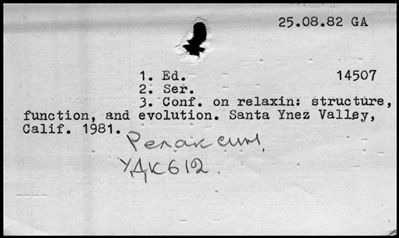 25.08.82 GA
1. Ed. 14507
2. Ser.
3. Conf. on relaxin: structure,
function, and evolution. Santa Ynez Valley,
Calif. 1981.
Релаксин,
УДК612.